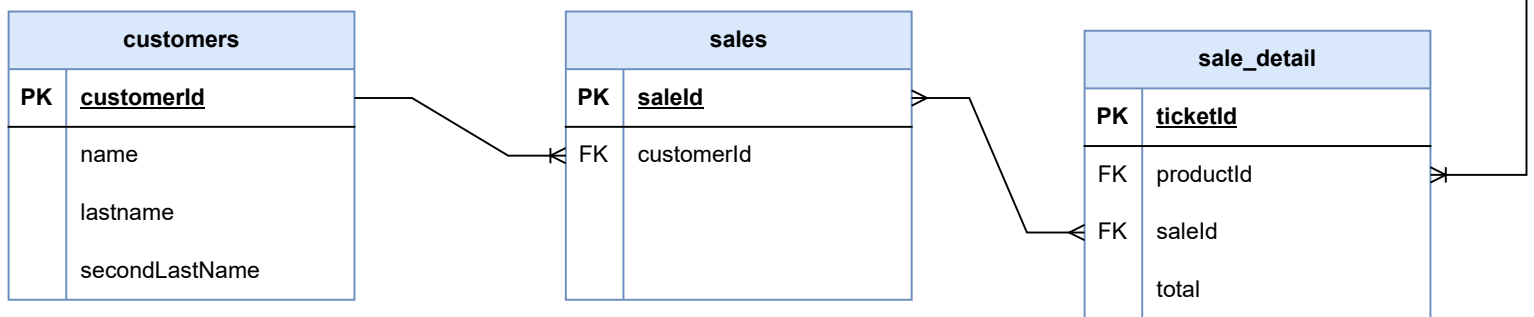 customers
PK customerId
name
lastname
secondLastName
sales
PK saleId
FK customerId
sale_detail
PK ticketId
FK productId
FK saleId
total